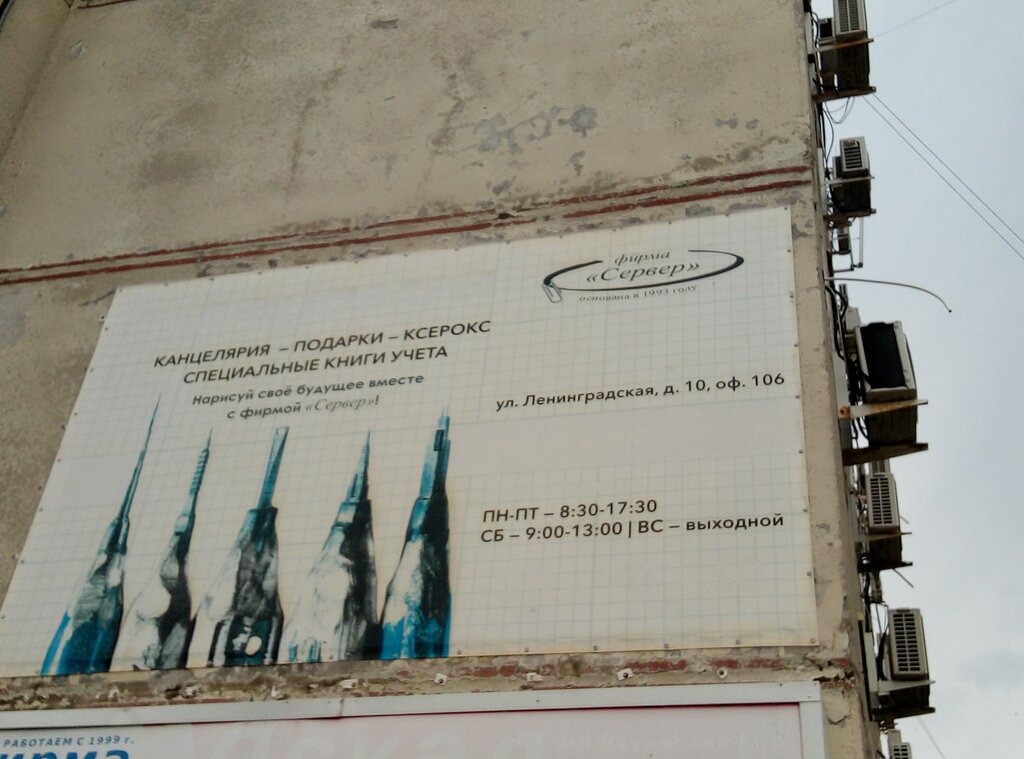 фирма
«Сервер»
основана в 1993 году
КАНЦЕЛЯРИЯ – ПОДАРКИ – КСЕРОКС
СПЕЦИАЛЬНЫЕ КНИГИ УЧЕТА
Нарисуй своё будущее вместе
с фирмой «Сервер»!
ул. Ленинградская, д. 10, оф. 106
ПН-ПТ – 8:30-17:30
СБ – 9:00-13:00 | ВС – выходной
РАБОТАЕМ С 1999 г.